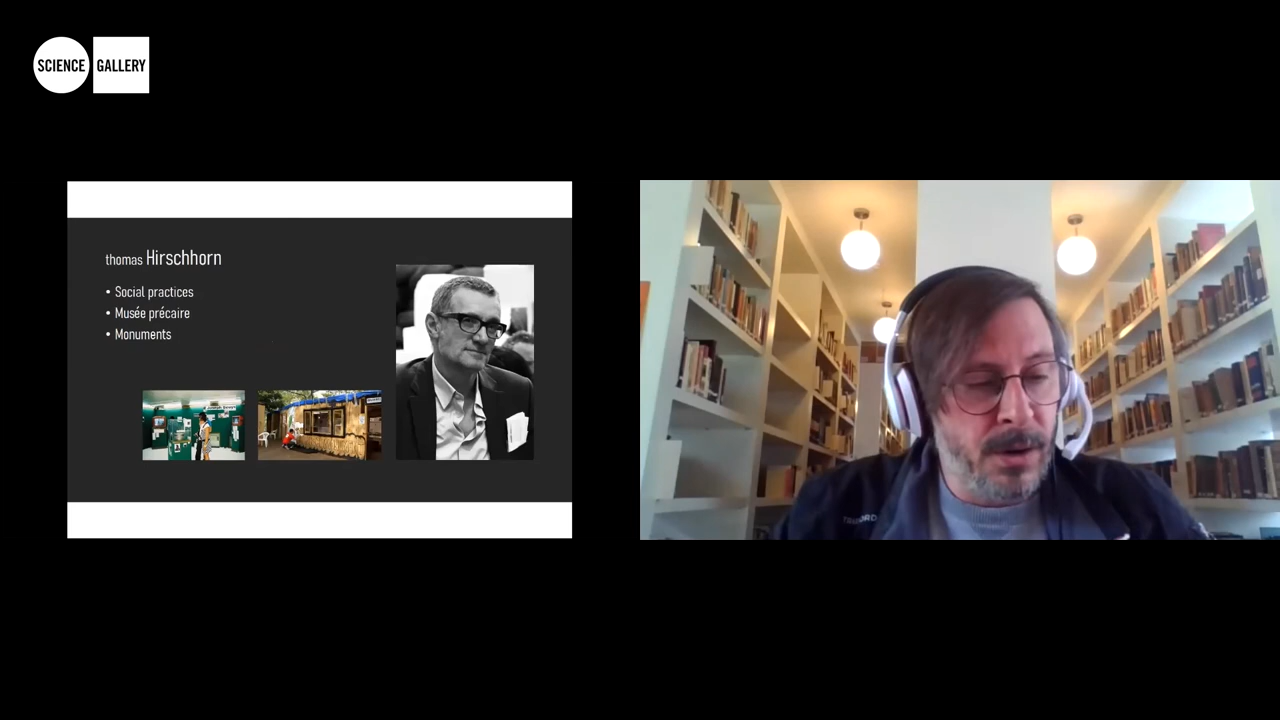 SCIENCE GALLERY
thomas Hirschhorn
• Social practices
• Musée précaire
• Monuments